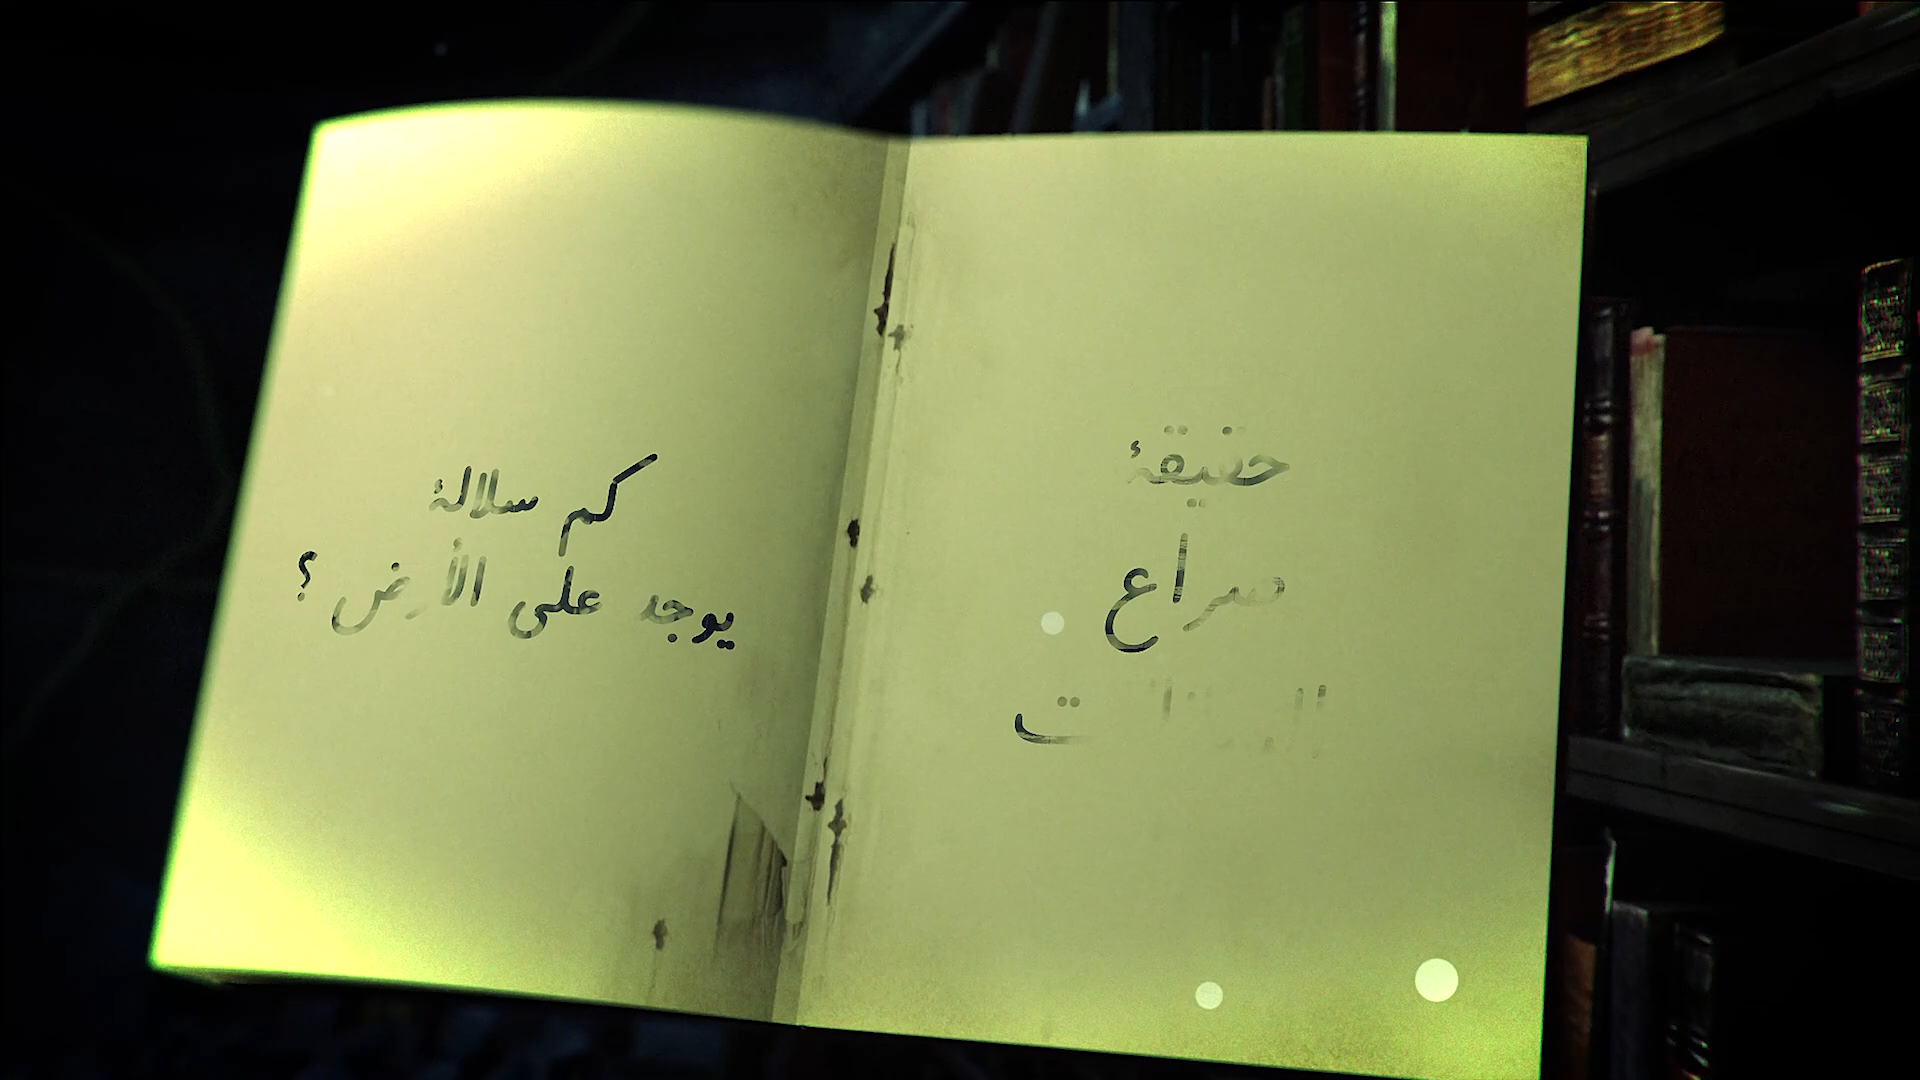 حقيقة
صراع
كم سلالة
يوجد على الأرض ؟